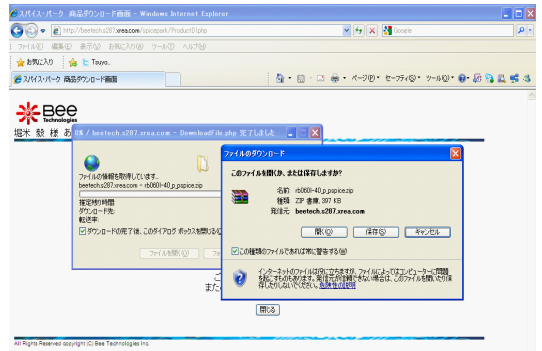 スパイス・パーク 商品ダウンロード画面 - Windows Internet Explorer
http://beetech.s287.xrea.com/spicepark/ProductDl.php
Google
ファイル(F) 編集(E) 表示(V) お気に入り(A) ツール(T) ヘルプ(H)
お気に入り
スパイス・パーク 商品ダウンロード画面
ページ(P) セーフティ(S) ツール(O)
Bee
Technologies
堀米 毅 様
0% / beetech.s287.xrea.com - DownloadFile.php 完了しました
ファイルの情報を取得しています。
beetech.s287.xrea.com - rb060l-40_p_pspice.zip
推定残り時間
ダウンロード先:
転送率:
ダウンロードの完了後、このダイアログ ボックスを閉じる(C)
ファイルを開く(O)
ファイルのダウンロード
このファイルを開くか、または保存しますか?
名前: rb060l-40_p_pspice.zip
種類: ZIP 書庫, 397 KB
発信元: beetech.s287.xrea.com
開く(O) 保存(S) キャンセル
この種類のファイルであれば常に警告する(W)
インターネットのファイルは役に立ちますが、ファイルによってはコンピューターに問題
を起こすものもあります。発信元が信頼できない場合は、このファイルを開いたり保
存したりしないでください。危険性の説明
また
閉じる
All Rights Reserved copyright (C) Bee Technologies Inc.